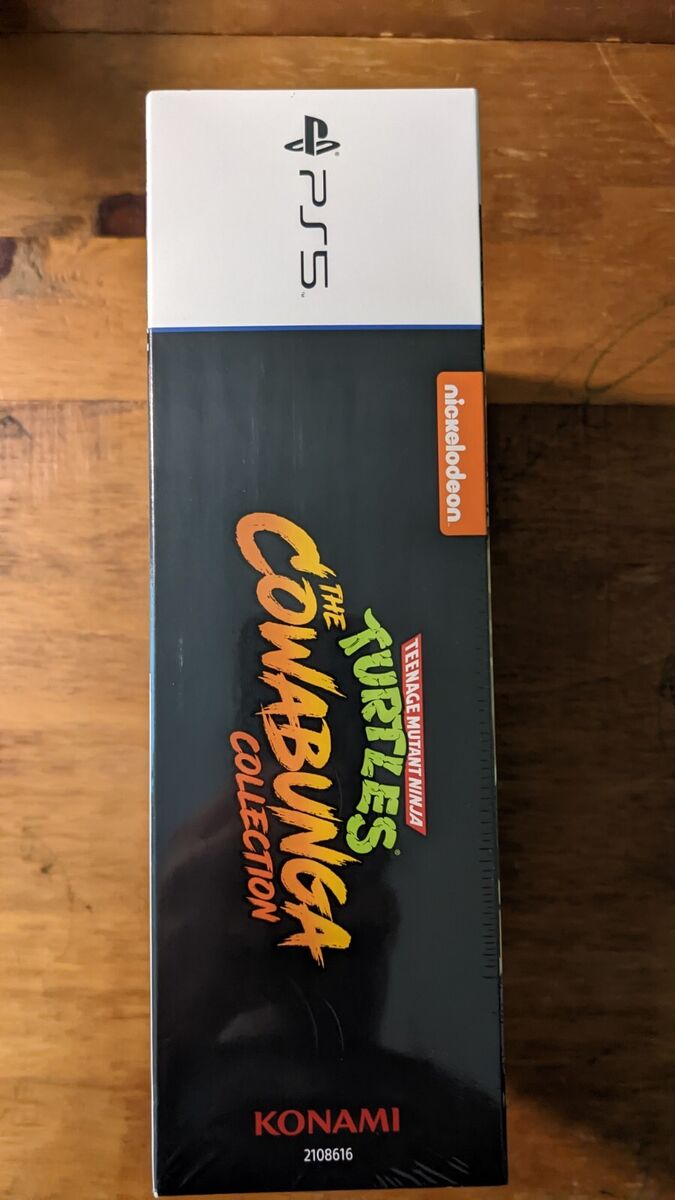 PS5
nickelodeon
TEENAGE MUTANT NINJA
TURTLES
THE
COWABUNGA
COLLECTION
KONAMI
2108616